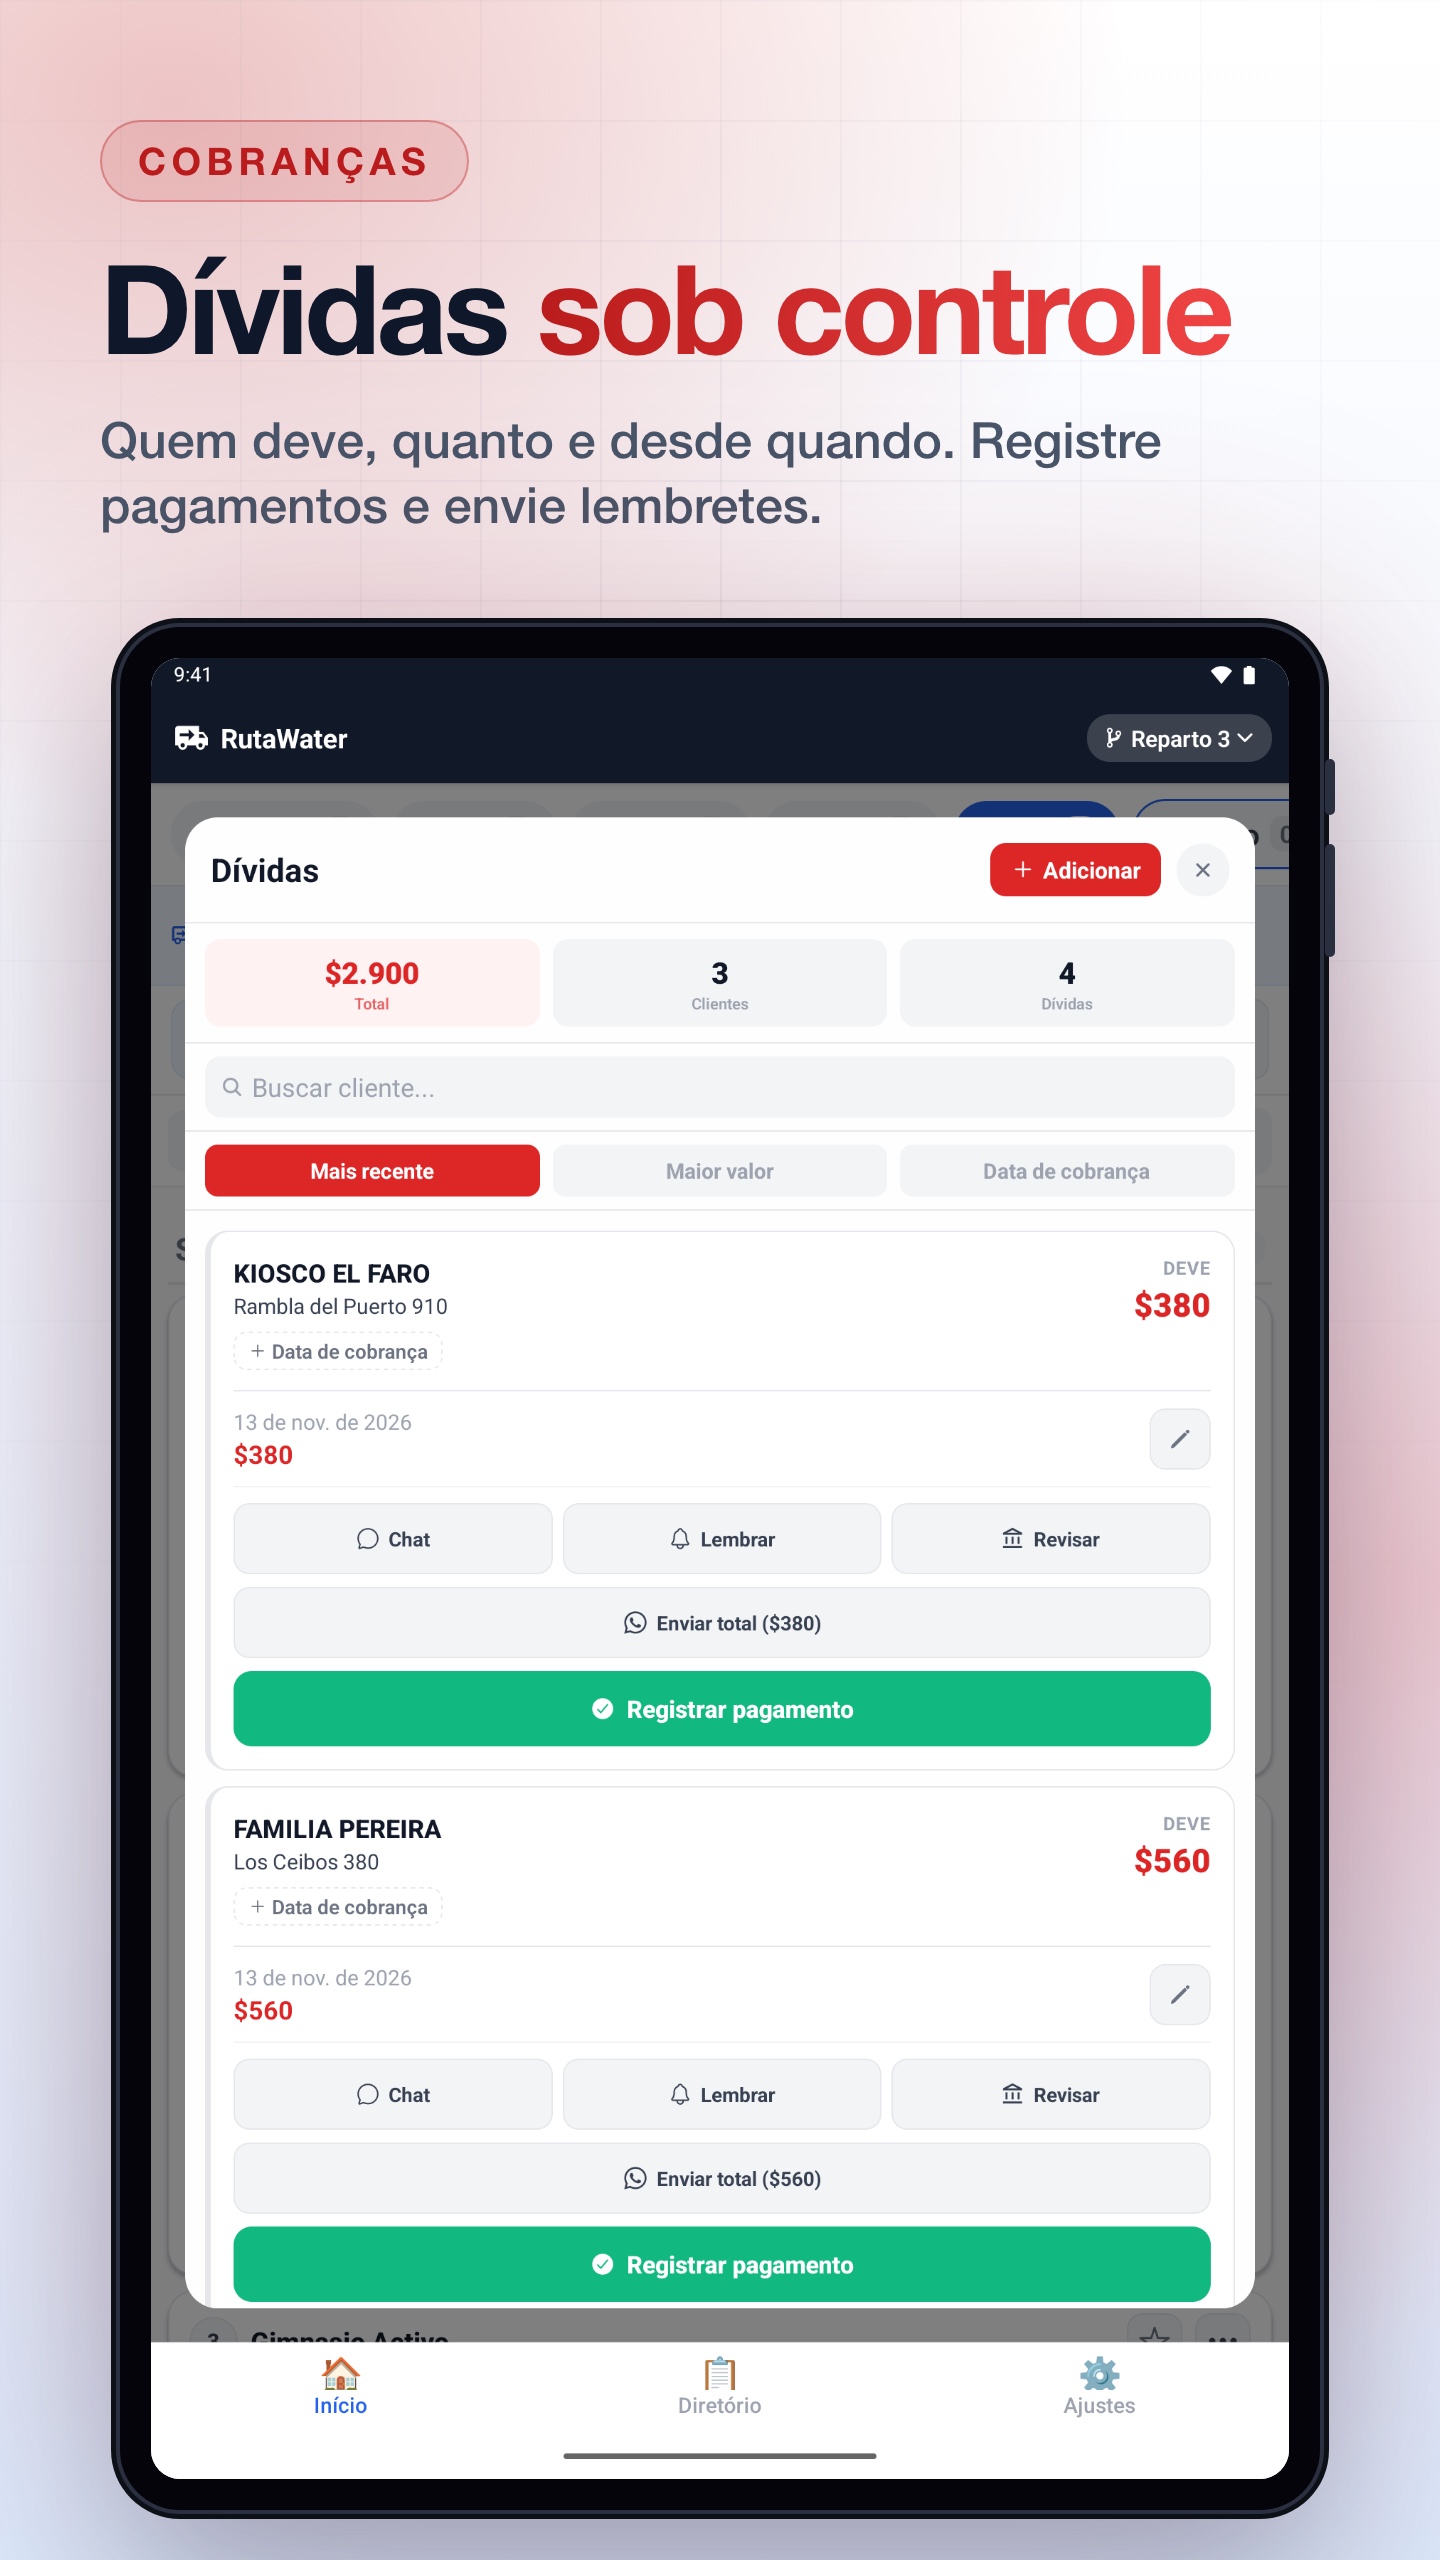 COBRANÇAS
Dívidas sob controle
Quem deve, quanto e desde quando. Registre
pagamentos e envie lembretes.
9:41
RutaWater
Reparto 3
Dívidas
+ Adicionar
$2.900
Total
3
Clientes
4
Dívidas
Buscar cliente...
Mais recente
Maior valor
Data de cobrança
KIOSCO EL FARO
Rambla del Puerto 910
+ Data de cobrança
DEVE
$380
13 de nov. de 2026
$380
Chat
Lembrar
Revisar
Enviar total ($380)
Registrar pagamento
FAMILIA PEREIRA
Los Ceibos 380
+ Data de cobrança
DEVE
$560
13 de nov. de 2026
$560
Chat
Lembrar
Revisar
Enviar total ($560)
Registrar pagamento
3
Gimnasio Activo
Início
Diretório
Ajustes